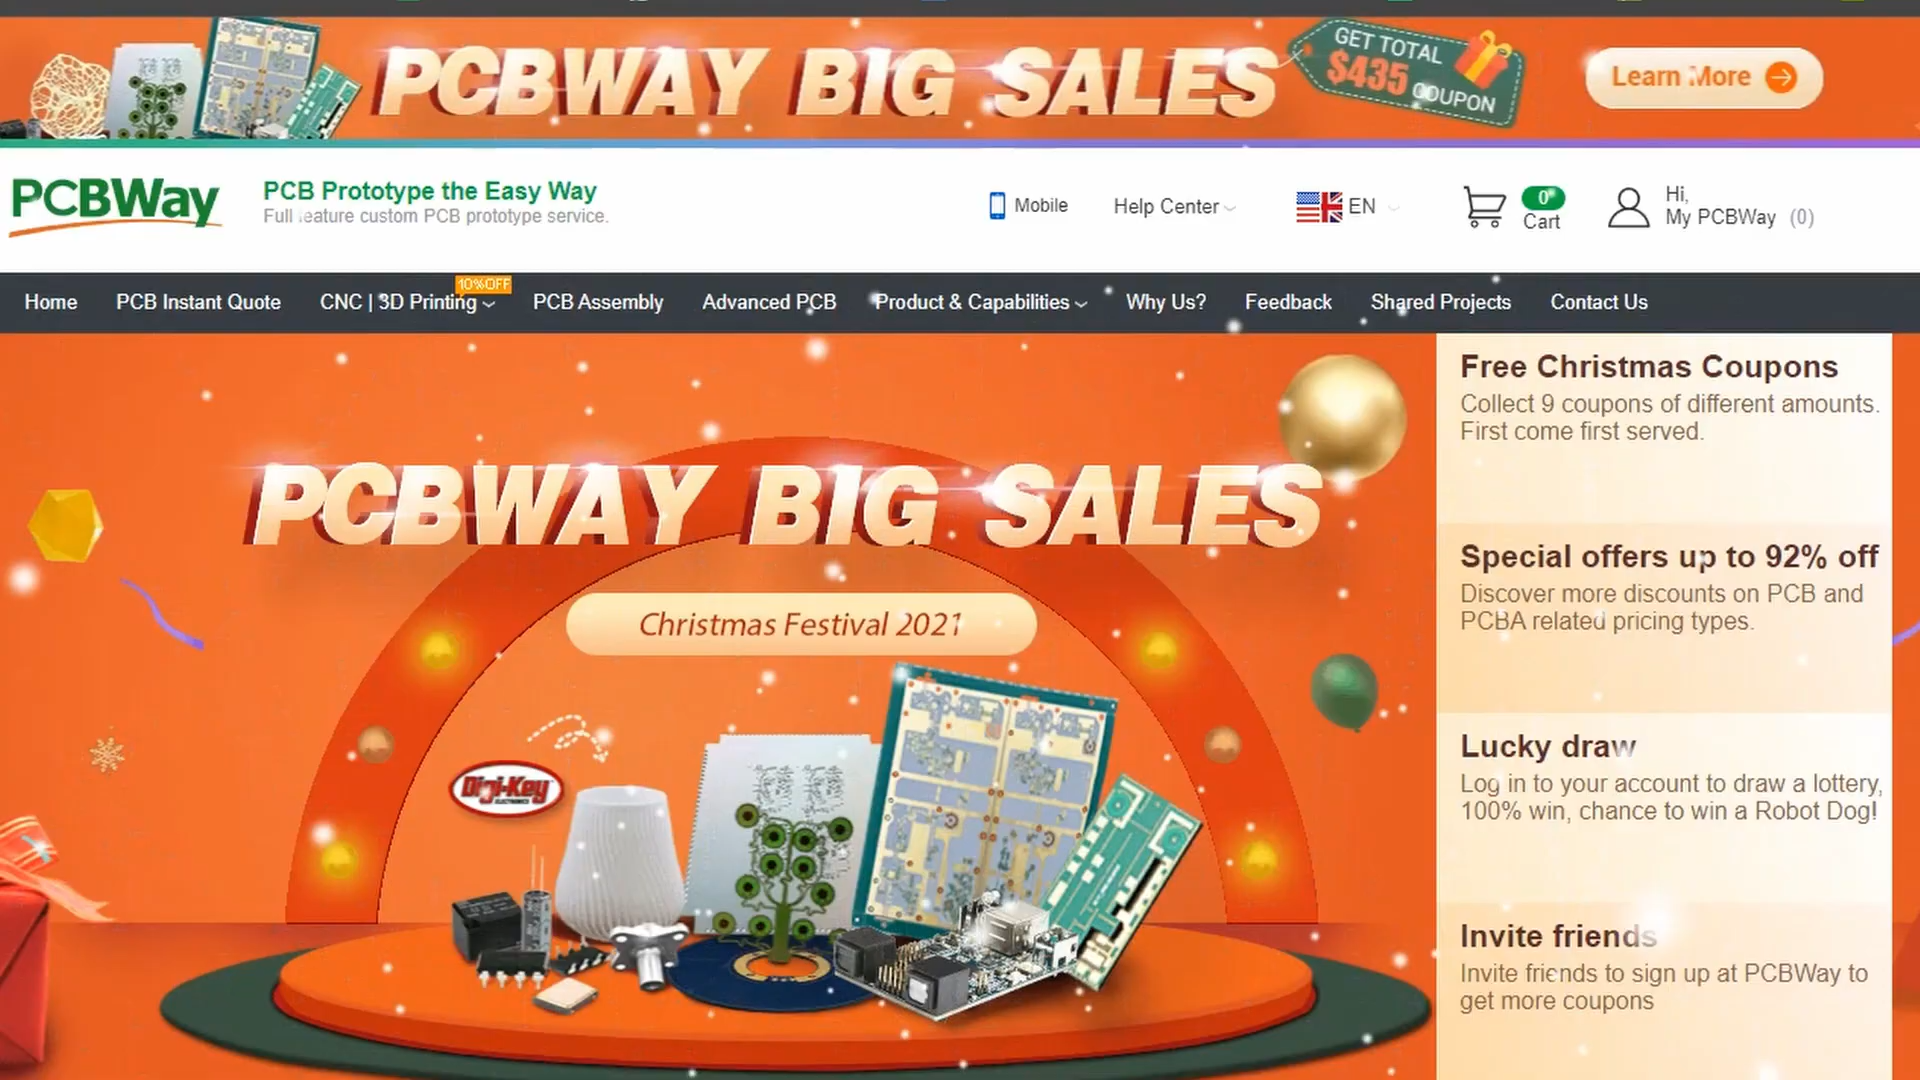 PCBWAY BIG SALES
GET TOTAL
$435 COUPON
Learn More
PCBWay
PCB Prototype the Easy Way
Full feature custom PCB prototype service.
Mobile
Help Center
EN
0
Cart
Hi,
My PCBWay (0)
10%OFF
Home PCB Instant Quote CNC | 3D Printing PCB Assembly Advanced PCB Product & Capabilities Why Us? Feedback Shared Projects Contact Us
PCBWAY BIG SALES
Christmas Festival 2021
Digi-Key
ELECTRONICS
Free Christmas Coupons
Collect 9 coupons of different amounts.
First come first served.
Special offers up to 92% off
Discover more discounts on PCB and
PCBA related pricing types.
Lucky draw
Log in to your account to draw a lottery,
100% win, chance to win a Robot Dog!
Invite friends
Invite friends to sign up at PCBWay to
get more coupons